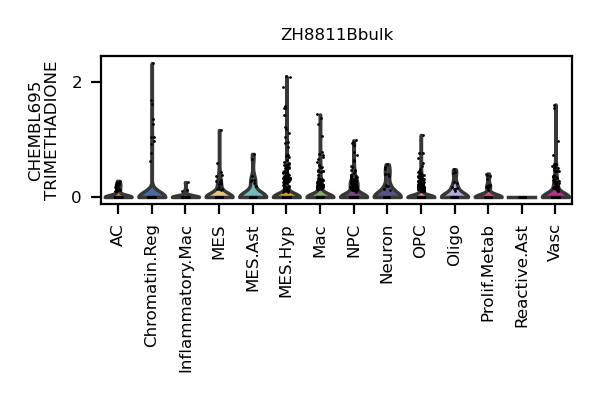 ZH8811Bbulk
CHEMBL695
TRIMETHADIONE
2
0
AC
Chromatin.Reg
Inflammatory.Mac
MES
MES.Ast
MES.Hyp
Mac
NPC
Neuron
OPC
Oligo
Prolif.Metab
Reactive.Ast
Vasc